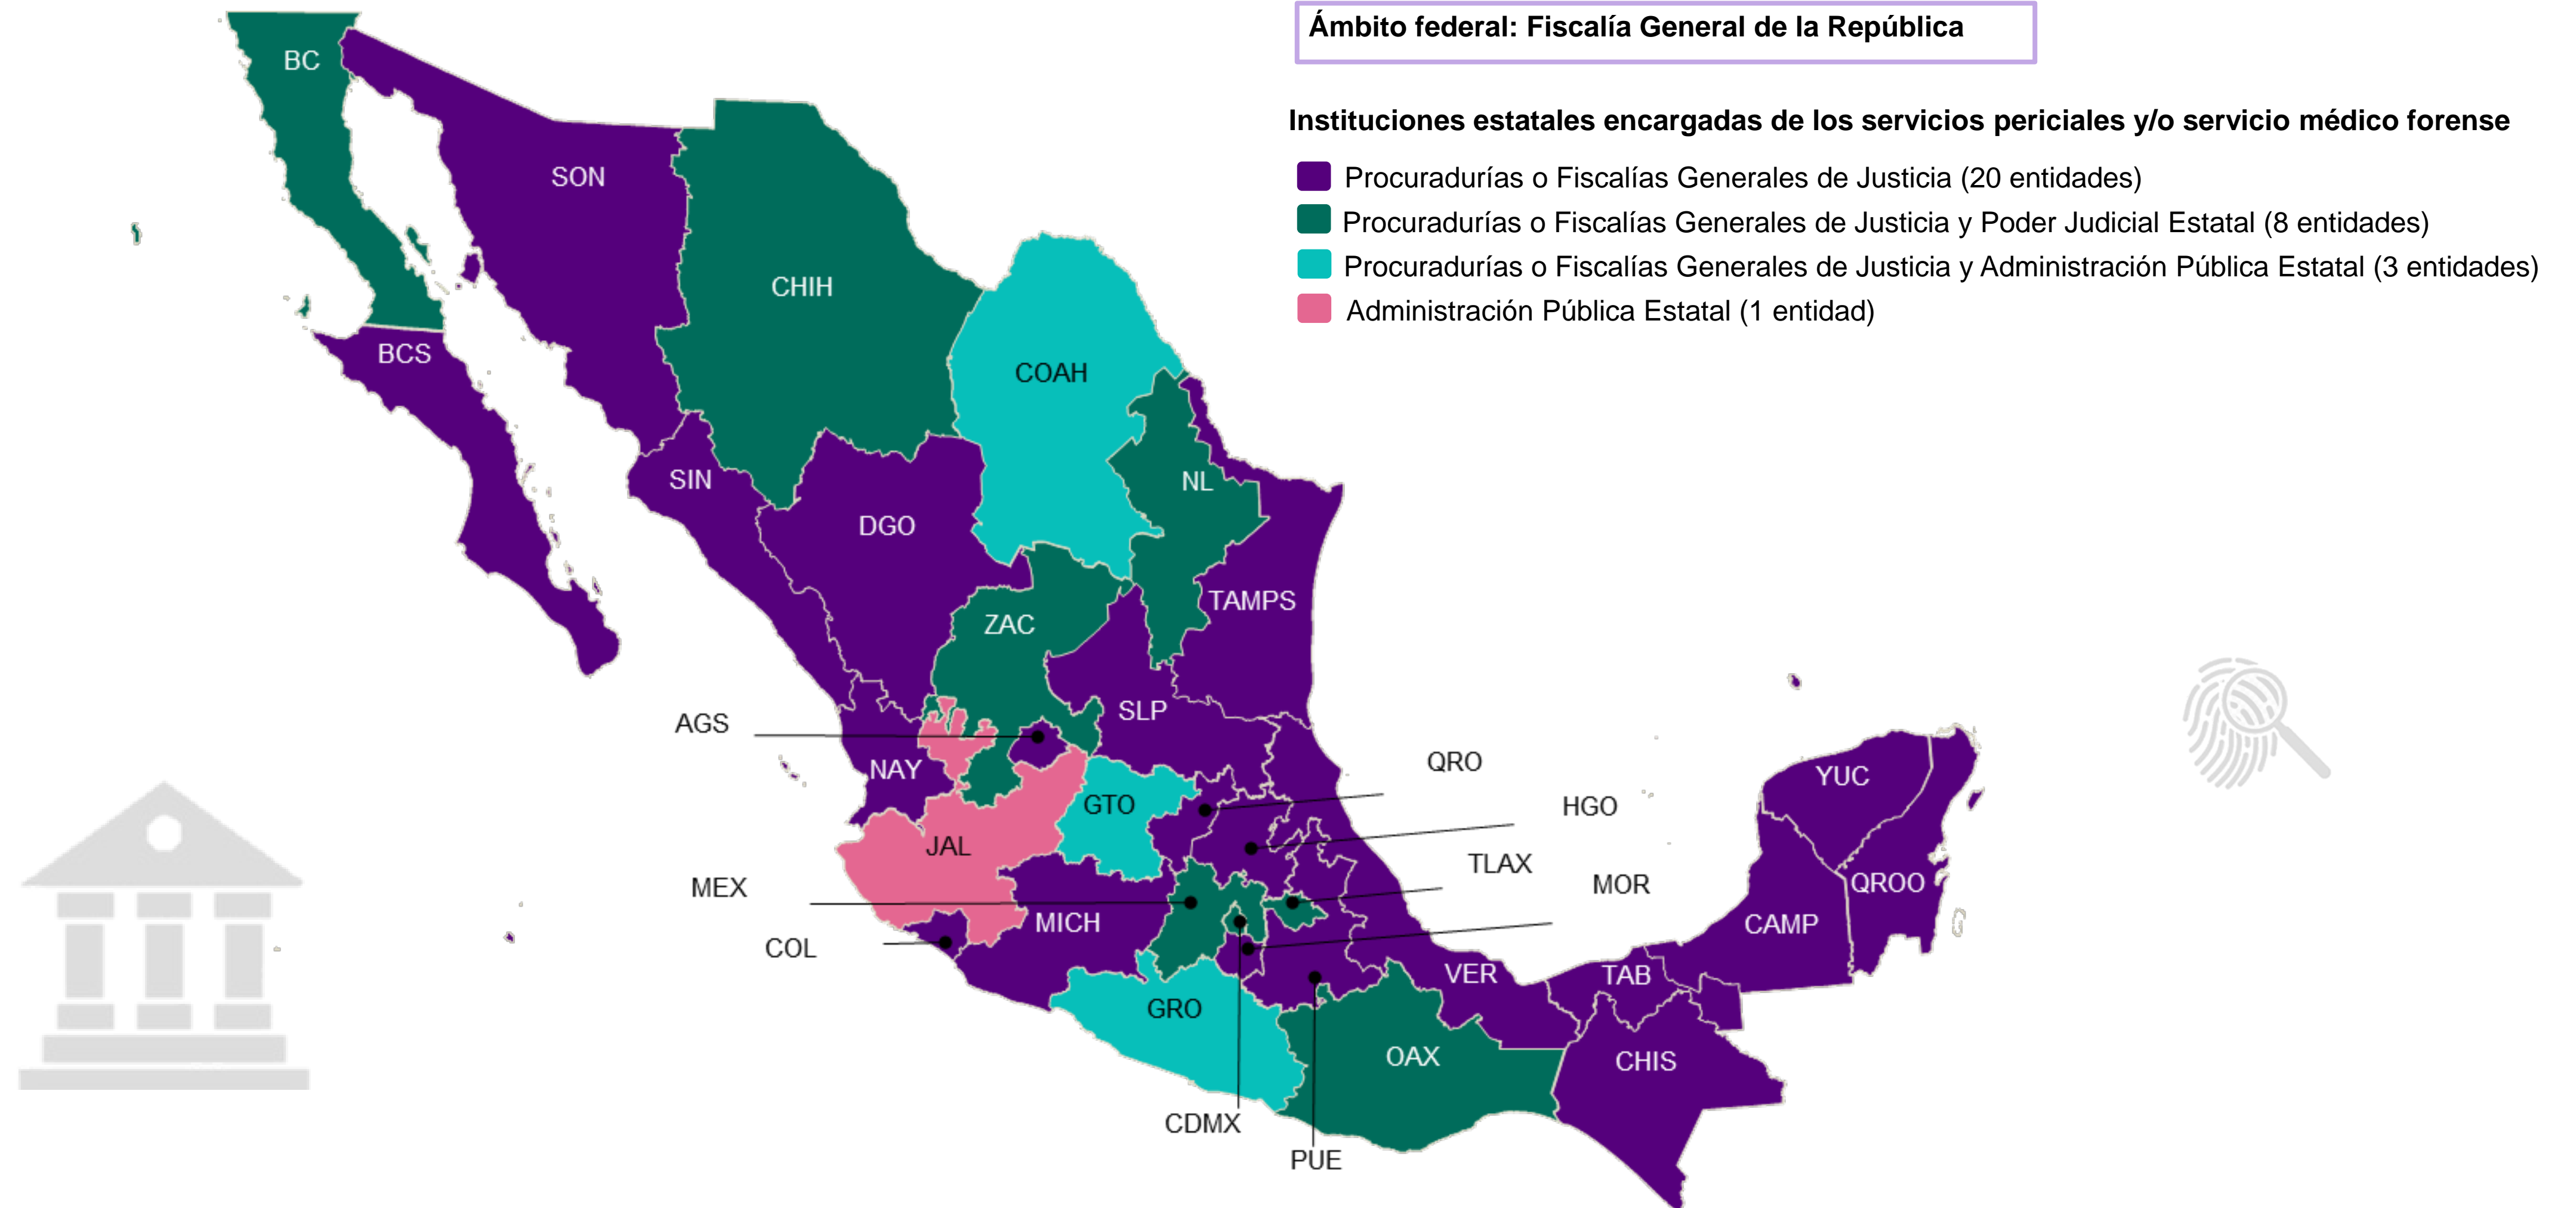 Ámbito federal: Fiscalía General de la República
Instituciones estatales encargadas de los servicios periciales y/o servicio médico forense
Procuradurías o Fiscalías Generales de Justicia (20 entidades)
Procuradurías o Fiscalías Generales de Justicia y Poder Judicial Estatal (8 entidades)
Procuradurías o Fiscalías Generales de Justicia y Administración Pública Estatal (3 entidades)
Administración Pública Estatal (1 entidad)
BC
SON
CHIH
BCS
COAH
SIN
NL
DGO
TAMPS
ZAC
SLP
AGS
QRO
NAY
YUC
GTO
HGO
JAL
TLAX
MEX
MOR
QROO
MICH
CAMP
COL
VER
TAB
GRO
OAX
CHIS
CDMX
PUE